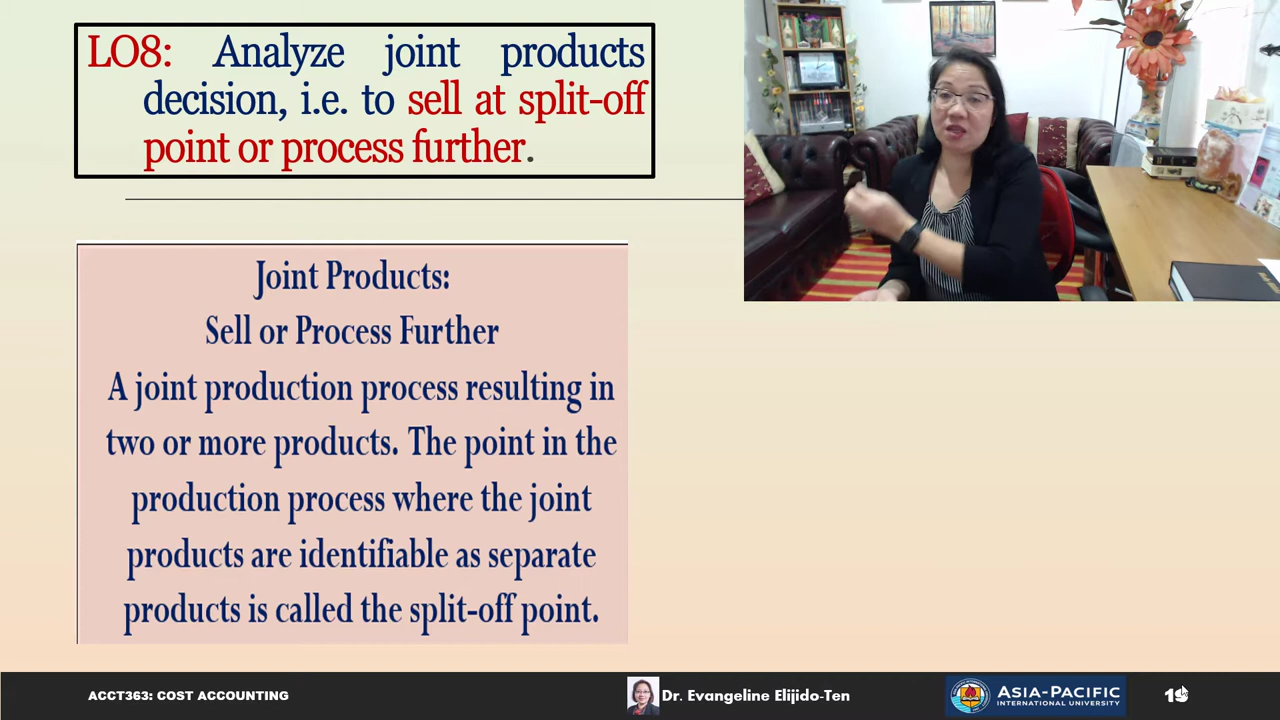 LO8: Analyze joint products
decision, i.e. to sell at split-off
point or process further.
Joint Products:
Sell or Process Further
A joint production process resulting in
two or more products. The point in the
production process where the joint
products are identifiable as separate
products is called the split-off point.
ACCT363: COST ACCOUNTING
Dr. Evangeline Elijido-Ten
ASIA-PACIFIC
INTERNATIONAL UNIVERSITY